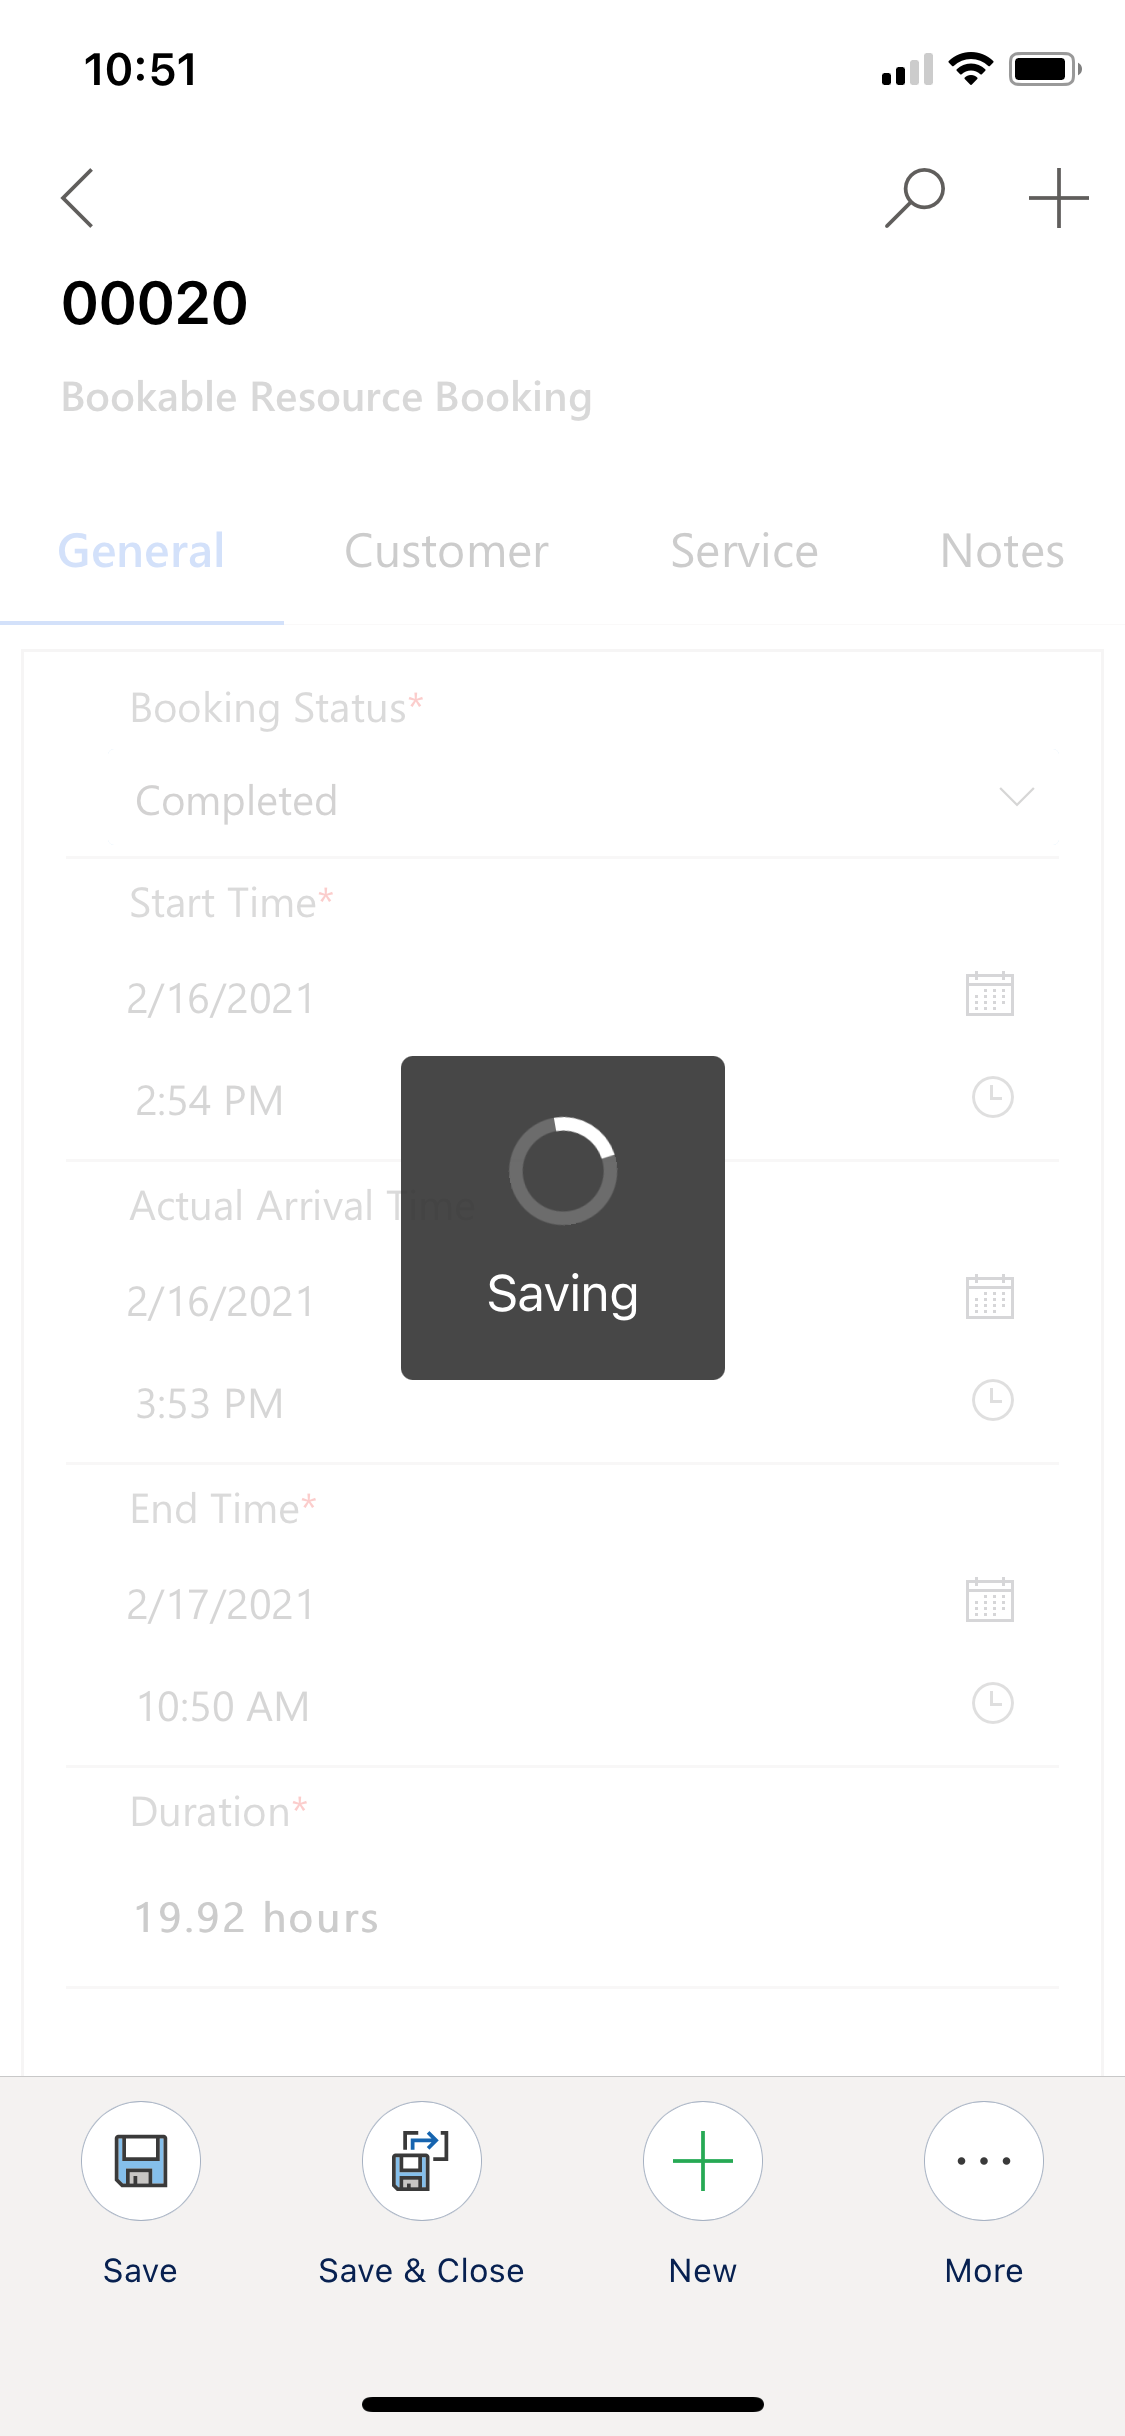 10:51
00020
Bookable Resource Booking
General Customer Service Notes
Booking Status*
Completed
Start Time*
2/16/2021
2:54 PM
Actual Arrival Time
2/16/2021
3:53 PM
Saving
End Time*
2/17/2021
10:50 AM
Duration*
19.92 hours
Save Save & Close New More